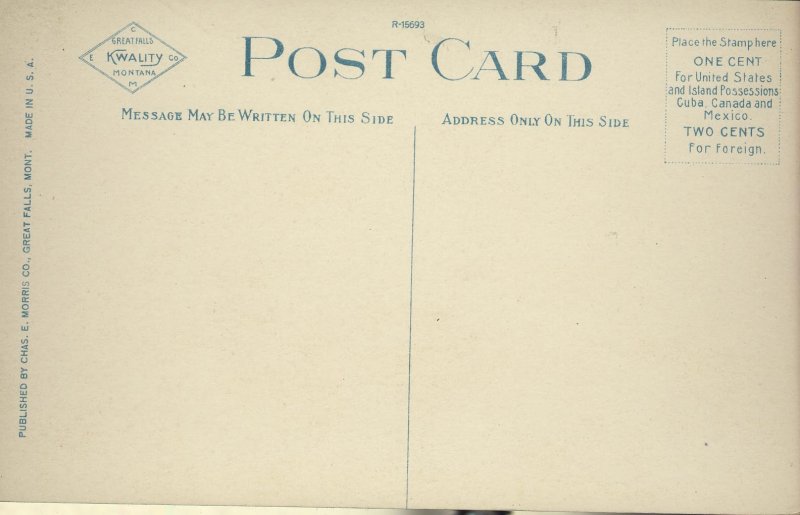 C
GREAT FALLS
E KWALITY CO
MONTANA
M
R-15693
POST CARD
MESSAGE MAY BE WRITTEN ON THIS SIDE
ADDRESS ONLY ON THIS SIDE
Place the Stamp here
ONE CENT
For United States
and Island Possessions
Cuba, Canada and
Mexico.
TWO CENTS
For Foreign.
PUBLISHED BY CHAS. E. MORRIS CO., GREAT FALLS, MONT. MADE IN U. S. A.